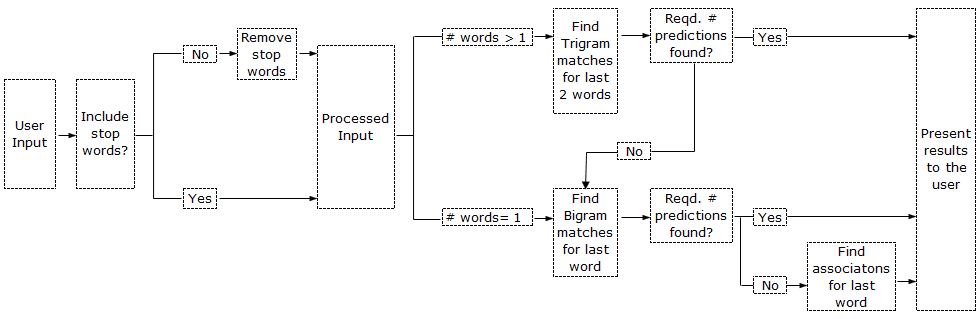 User
Input
Include
stop
words?
No
Remove
stop
words
Yes
Processed
Input
# words > 1
Find
Trigram
matches
for last
2 words
Reqd. #
predictions
found?
Yes
No
# words= 1
Find
Bigram
matches
for last
word
Reqd. #
predictions
found?
Yes
No
Find
associatons
for last
word
Present
results
to the
user